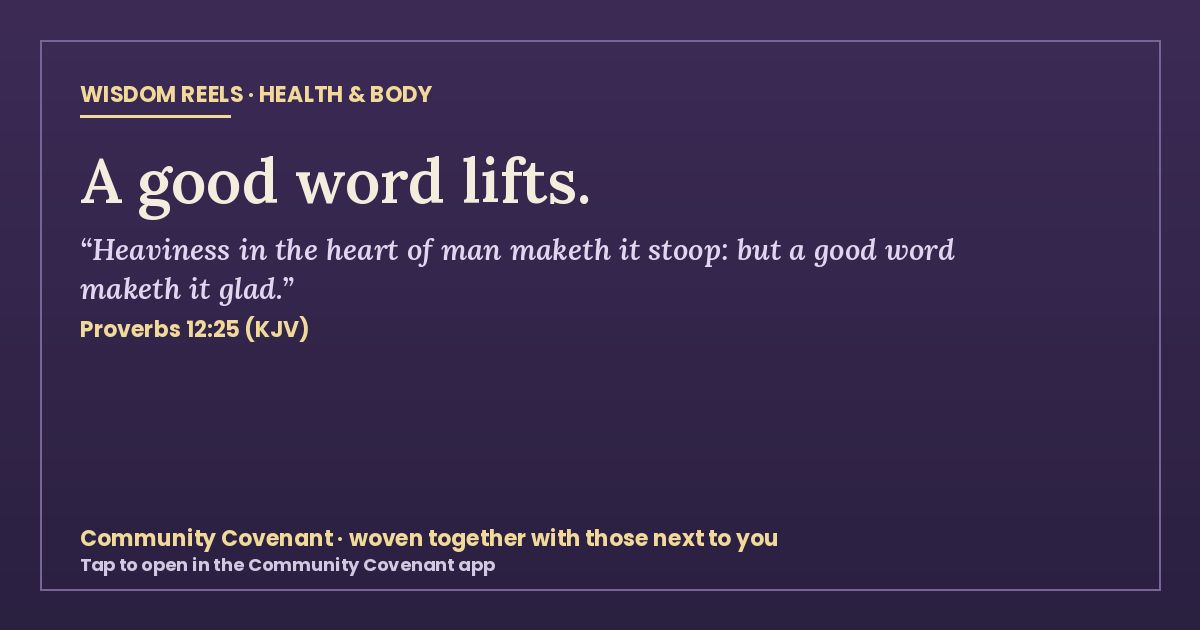 WISDOM REELS · HEALTH & BODY
A good word lifts.
“Heaviness in the heart of man maketh it stoop: but a good word
maketh it glad.”
Proverbs 12:25 (KJV)
Community Covenant · woven together with those next to you
Tap to open in the Community Covenant app